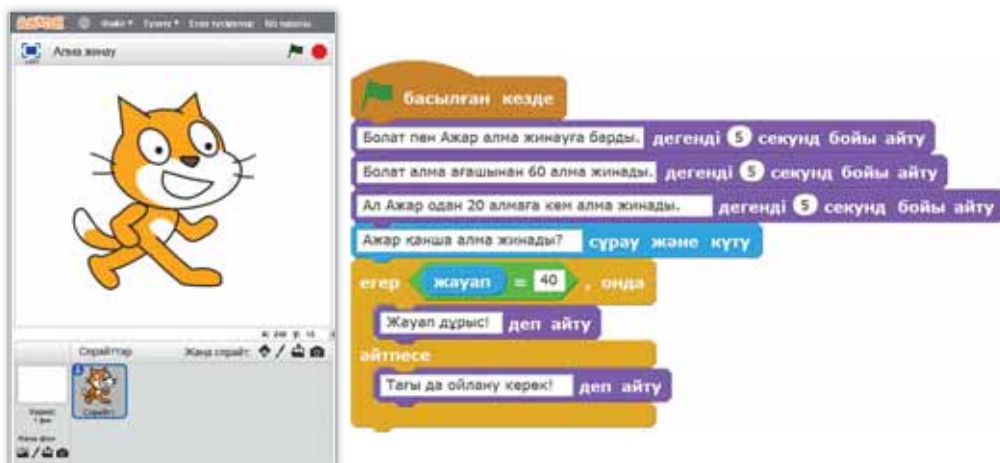 Файл ▼ Түзету ▼
Алма жинау
Спрайттар Жаңа спрайт:
Спрайт1
басылған кезде
Болат пен Ажар алма жинауға барды. дегенді 5 секунд бойы айту
Болат алма ағашынан 60 алма жинады. дегенді 5 секунд бойы айту
Ал Ажар одан 20 алмаға кем алма жинады. дегенді 5 секунд бойы айту
Ажар қанша алма жинады? сұрау және күту
егер жауап = 40 , онда
Жауап дұрыс! деп айту
әйтпесе
Тағы да ойлану керек! деп айту